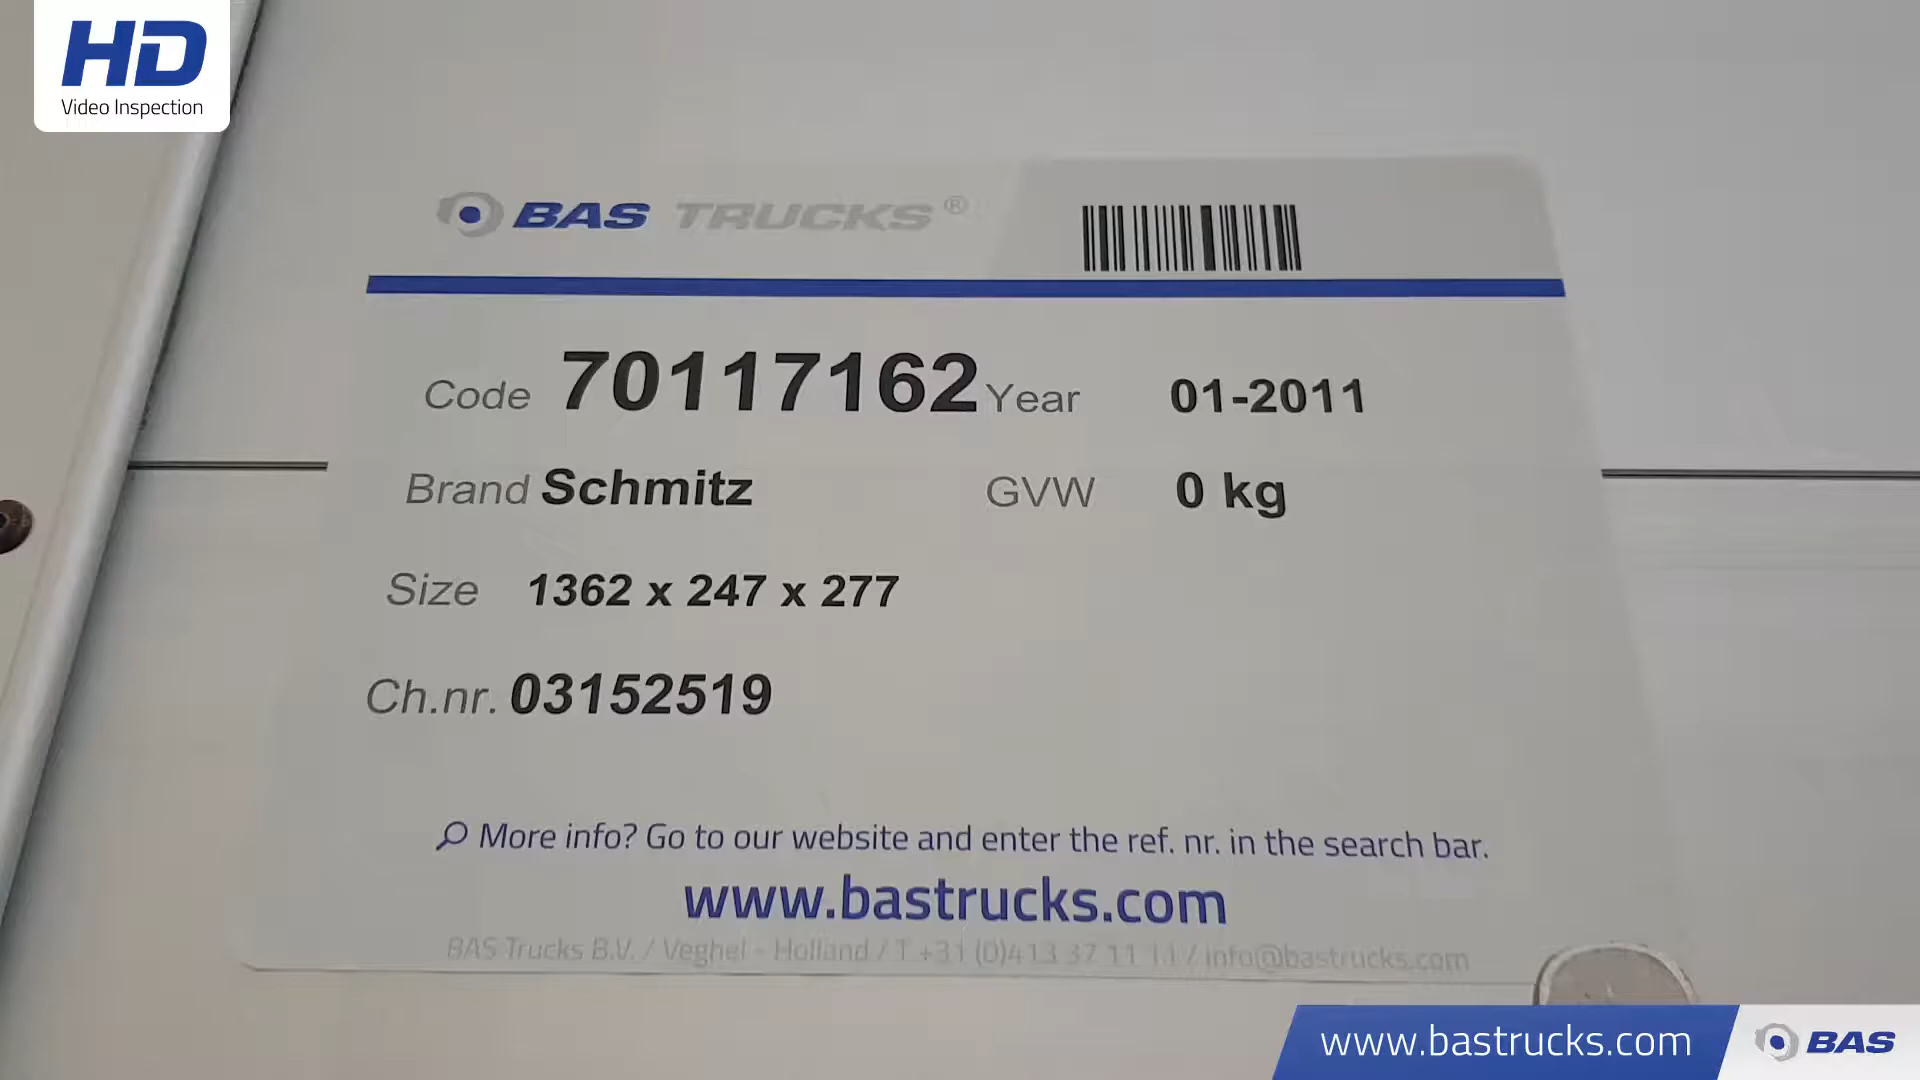 HD
Video Inspection
BAS TRUCKS®
Code 70117162 Year 01-2011
Brand Schmitz GVW 0 kg
Size 1362 x 247 x 277
Ch.nr. 03152519
More info? Go to our website and enter the ref. nr. in the search bar.
www.bastrucks.com
BAS Trucks B.V. / Veghel - Holland / T +31 (0)413 37 11 11 / info@bastrucks.com
www.bastrucks.com BAS